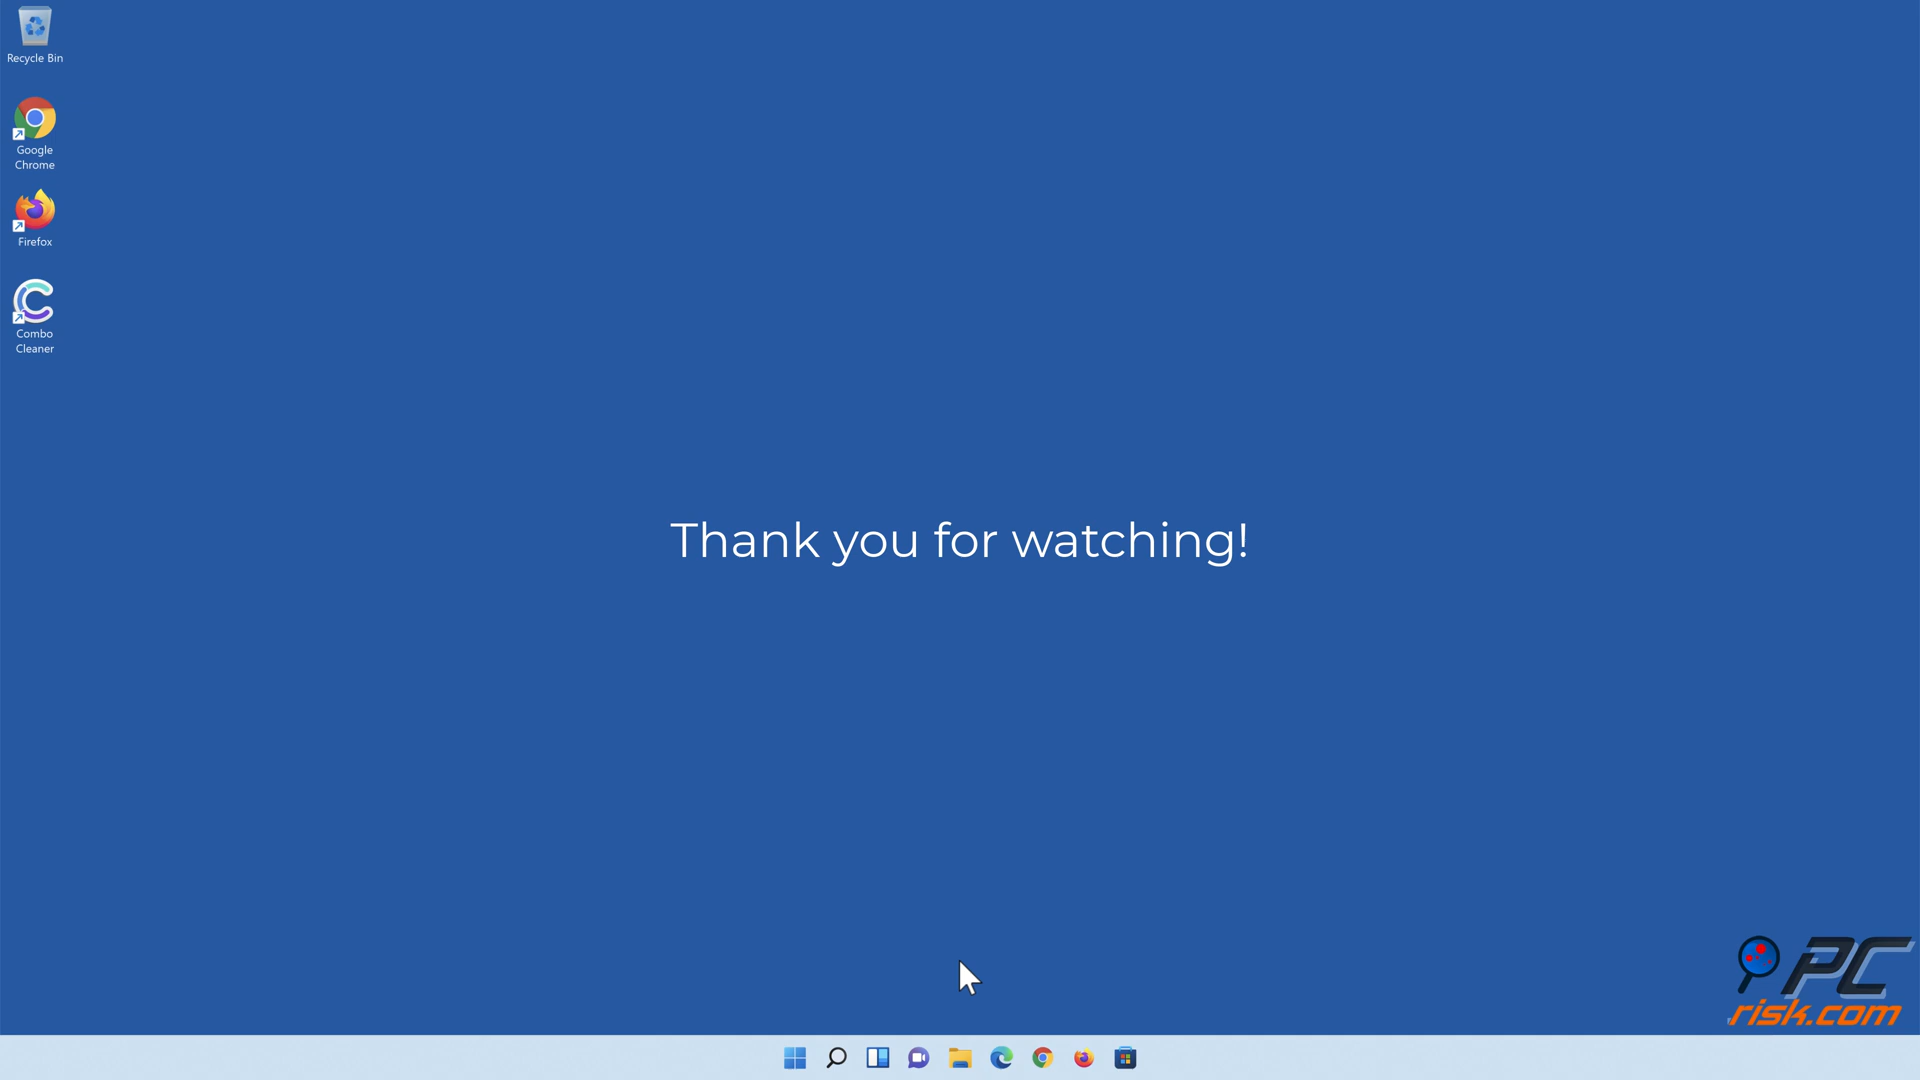 Recycle Bin
Google
Chrome
Firefox
Combo
Cleaner
Thank you for watching!
PC
risk.com